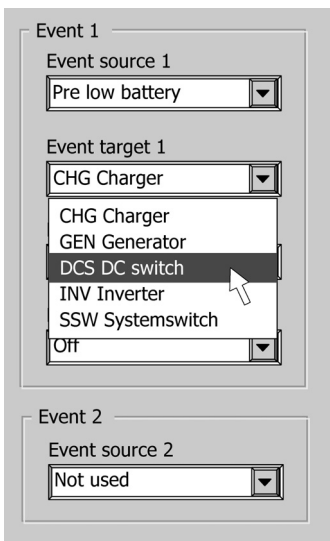 Event 1
Event source 1
Pre low battery
Event target 1
CHG Charger
CHG Charger
GEN Generator
DCS DC switch
INV Inverter
SSW Systemswitch
Off
Event 2
Event source 2
Not used